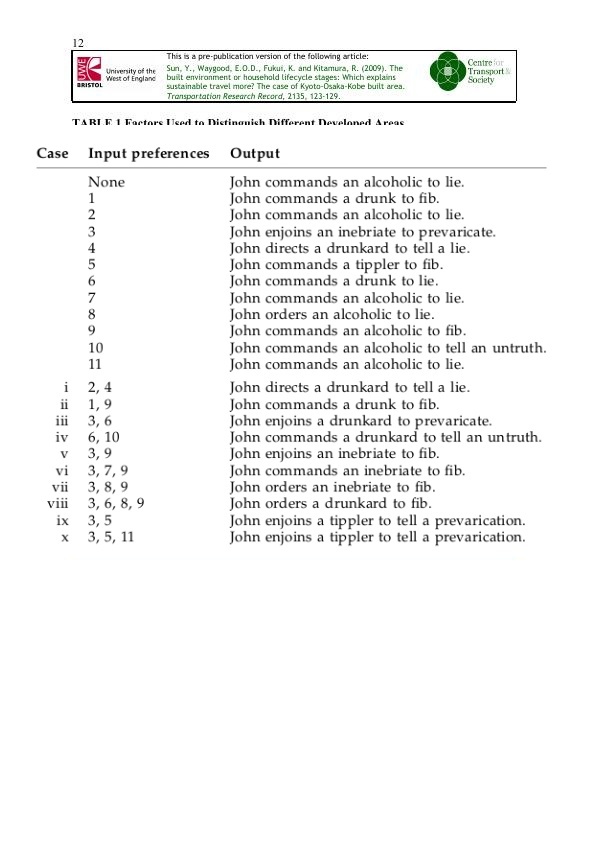 12
This is a pre-publication version of the following article:
Sun, Y., Waygood, E.O.D., Fukui, K. and Kitamura, R. (2009). The
built environment or household lifecycle stages: Which explains
sustainable travel more? The case of Kyoto-Osaka-Kobe built area.
Transportation Research Record, 2135, 123-129.
UWE
BRISTOL
University of the
West of England
Centre for
Transport &
Society
TABLE 1 Factors Used to Distinguish Different Developed Areas
Case Input preferences Output
None John commands an alcoholic to lie.
1 John commands a drunk to fib.
2 John commands an alcoholic to lie.
3 John enjoins an inebriate to prevaricate.
4 John directs a drunkard to tell a lie.
5 John commands a tippler to fib.
6 John commands a drunk to lie.
7 John commands an alcoholic to lie.
8 John orders an alcoholic to lie.
9 John commands an alcoholic to fib.
10 John commands an alcoholic to tell an untruth.
11 John commands an alcoholic to lie.
i 2, 4 John directs a drunkard to tell a lie.
ii 1, 9 John commands a drunk to fib.
iii 3, 6 John enjoins a drunkard to prevaricate.
iv 6, 10 John commands a drunkard to tell an untruth.
v 3, 9 John enjoins an inebriate to fib.
vi 3, 7, 9 John commands an inebriate to fib.
vii 3, 8, 9 John orders an inebriate to fib.
viii 3, 6, 8, 9 John orders a drunkard to fib.
ix 3, 5 John enjoins a tippler to tell a prevarication.
x 3, 5, 11 John enjoins a tippler to tell a prevarication.